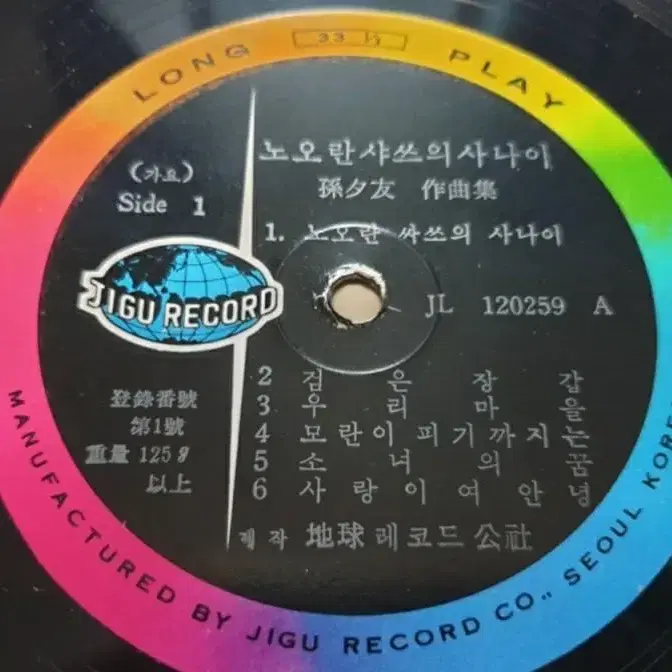 LONG 33 1/3 PLAY
노오란샤쓰의사나이
孫夕友 作曲集
(가요)
Side 1
1. 노오란 싸쓰의 사나이
JIGU RECORD
JL 120259 A
2 검은장갑
3 우리마을
4 모란이피기까지는
5 소녀의꿈
6 사랑이여안녕
登錄番號
第1號
重量 125g
以上
제작 地球레코드公社
MANUFACTURED BY JIGU RECORD CO., SEOUL KORE